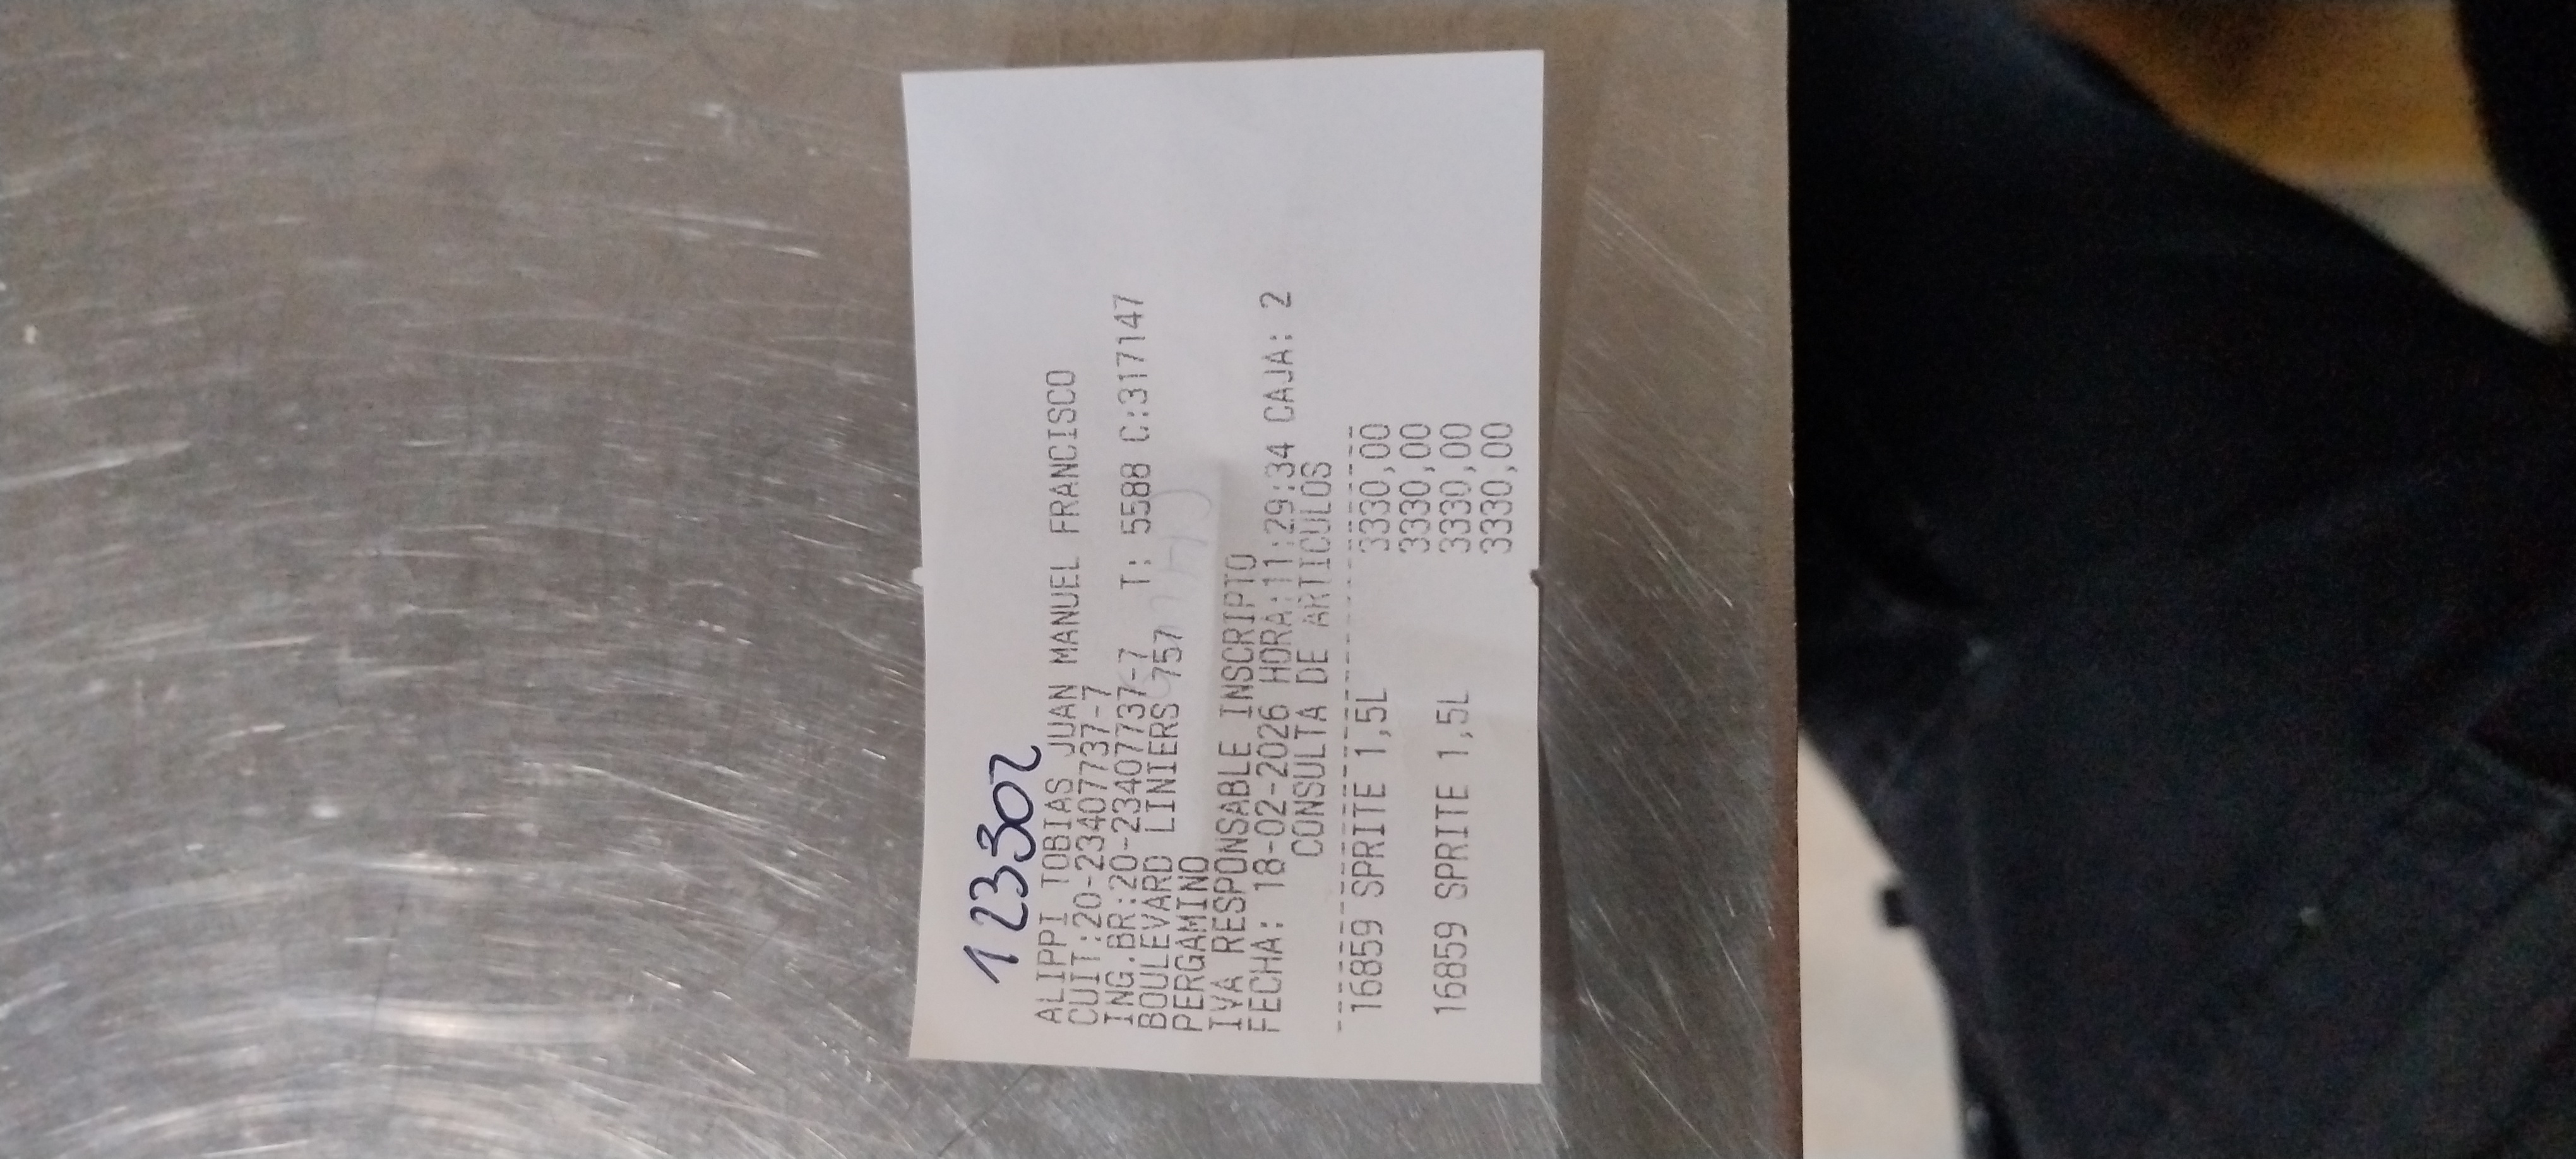 123302
ALIPPI TOBIAS JUAN MANUEL FRANCISCO
CUIT:20-23407737-7
ING.BR:20-23407737-7 T: 5588 C:317147
BOULEVARD LINIERS 757
PERGAMINO
IVA RESPONSABLE INSCRIPTO
FECHA: 18-02-2026 HORA:11:29:34 CAJA: 2
CONSULTA DE ARTICULOS
16859 SPRITE 1,5L 3330,00
3330,00
16859 SPRITE 1,5L 3330,00
3330,00